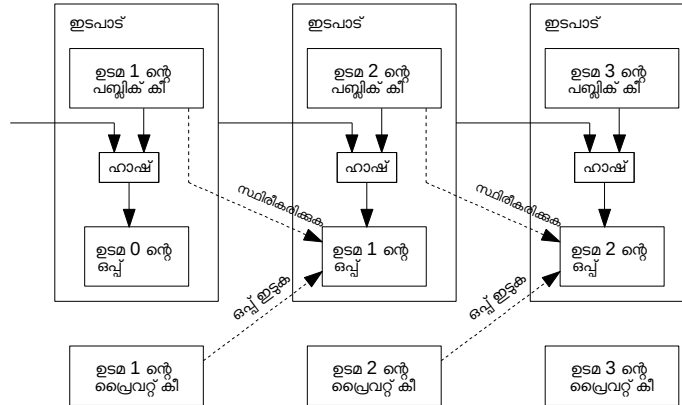 ഇടപാട്
ഇടപാട്
ഇടപാട്
ഉടമ 1 ന്റെ
പബ്ലിക് കീ
ഉടമ 2 ന്റെ
പബ്ലിക് കീ
ഉടമ 3 ന്റെ
പബ്ലിക് കീ
ഹാഷ്
ഹാഷ്
ഹാഷ്
സ്ഥിരീകരിക്കുക
സ്ഥിരീകരിക്കുക
ഉടമ 0 ന്റെ
ഒപ്പ്
ഉടമ 1 ന്റെ
ഒപ്പ്
ഉടമ 2 ന്റെ
ഒപ്പ്
ഒപ്പ് ഇടുക
ഒപ്പ് ഇടുക
ഉടമ 1 ന്റെ
പ്രൈവറ്റ് കീ
ഉടമ 2 ന്റെ
പ്രൈവറ്റ് കീ
ഉടമ 3 ന്റെ
പ്രൈവറ്റ് കീ